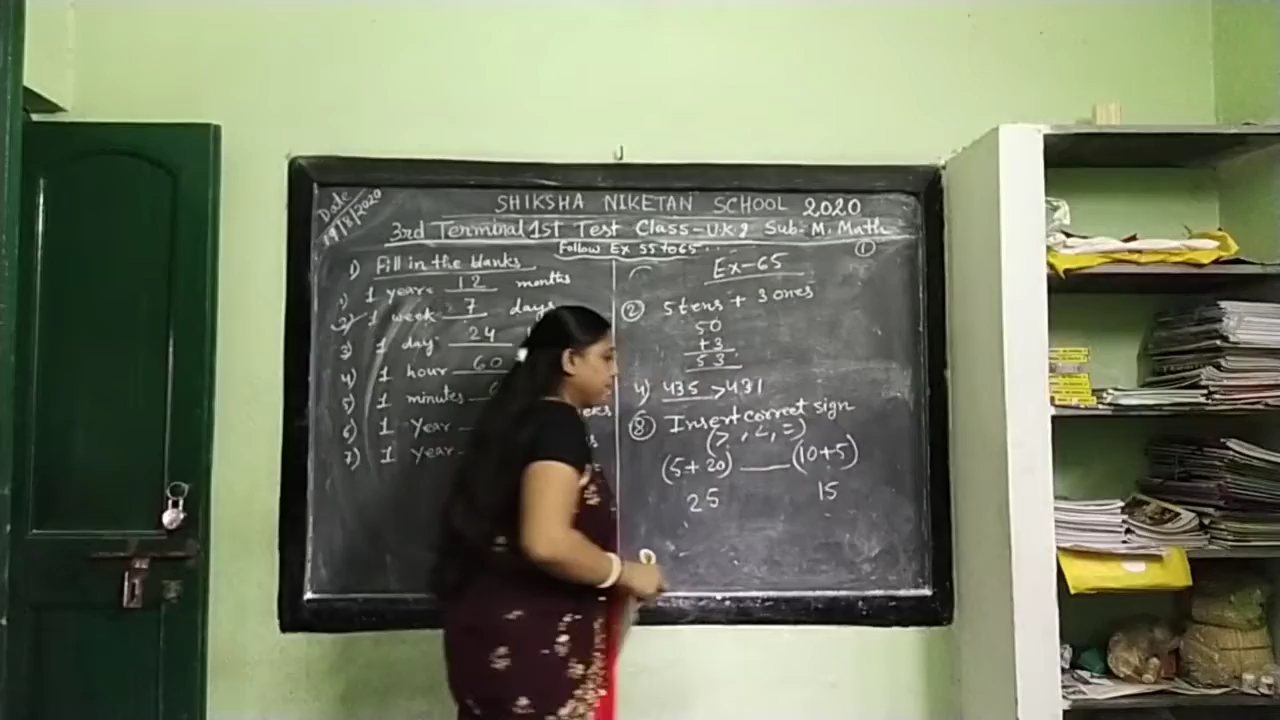 Date
19/8/2020
SHIKSHA NIKETAN SCHOOL 2020
3rd Terminal 1st Test Class-U.K.g Sub- M. Math
Follow Ex 55 to 65 ....
①
1) Fill in the blanks
1) 1 year = 12 months
2) 1 week = 7 days
3) 1 day = 24
4) 1 hour 60
5) 1 minutes
6) 1 Year
7) 1 Year
Ex-65
② 5 tens + 3 ones
50
+3
53
4) 435 > 431
⑧ Insert correct sign
(>, <, =)
(5+20) ___ (10+5)
25 15